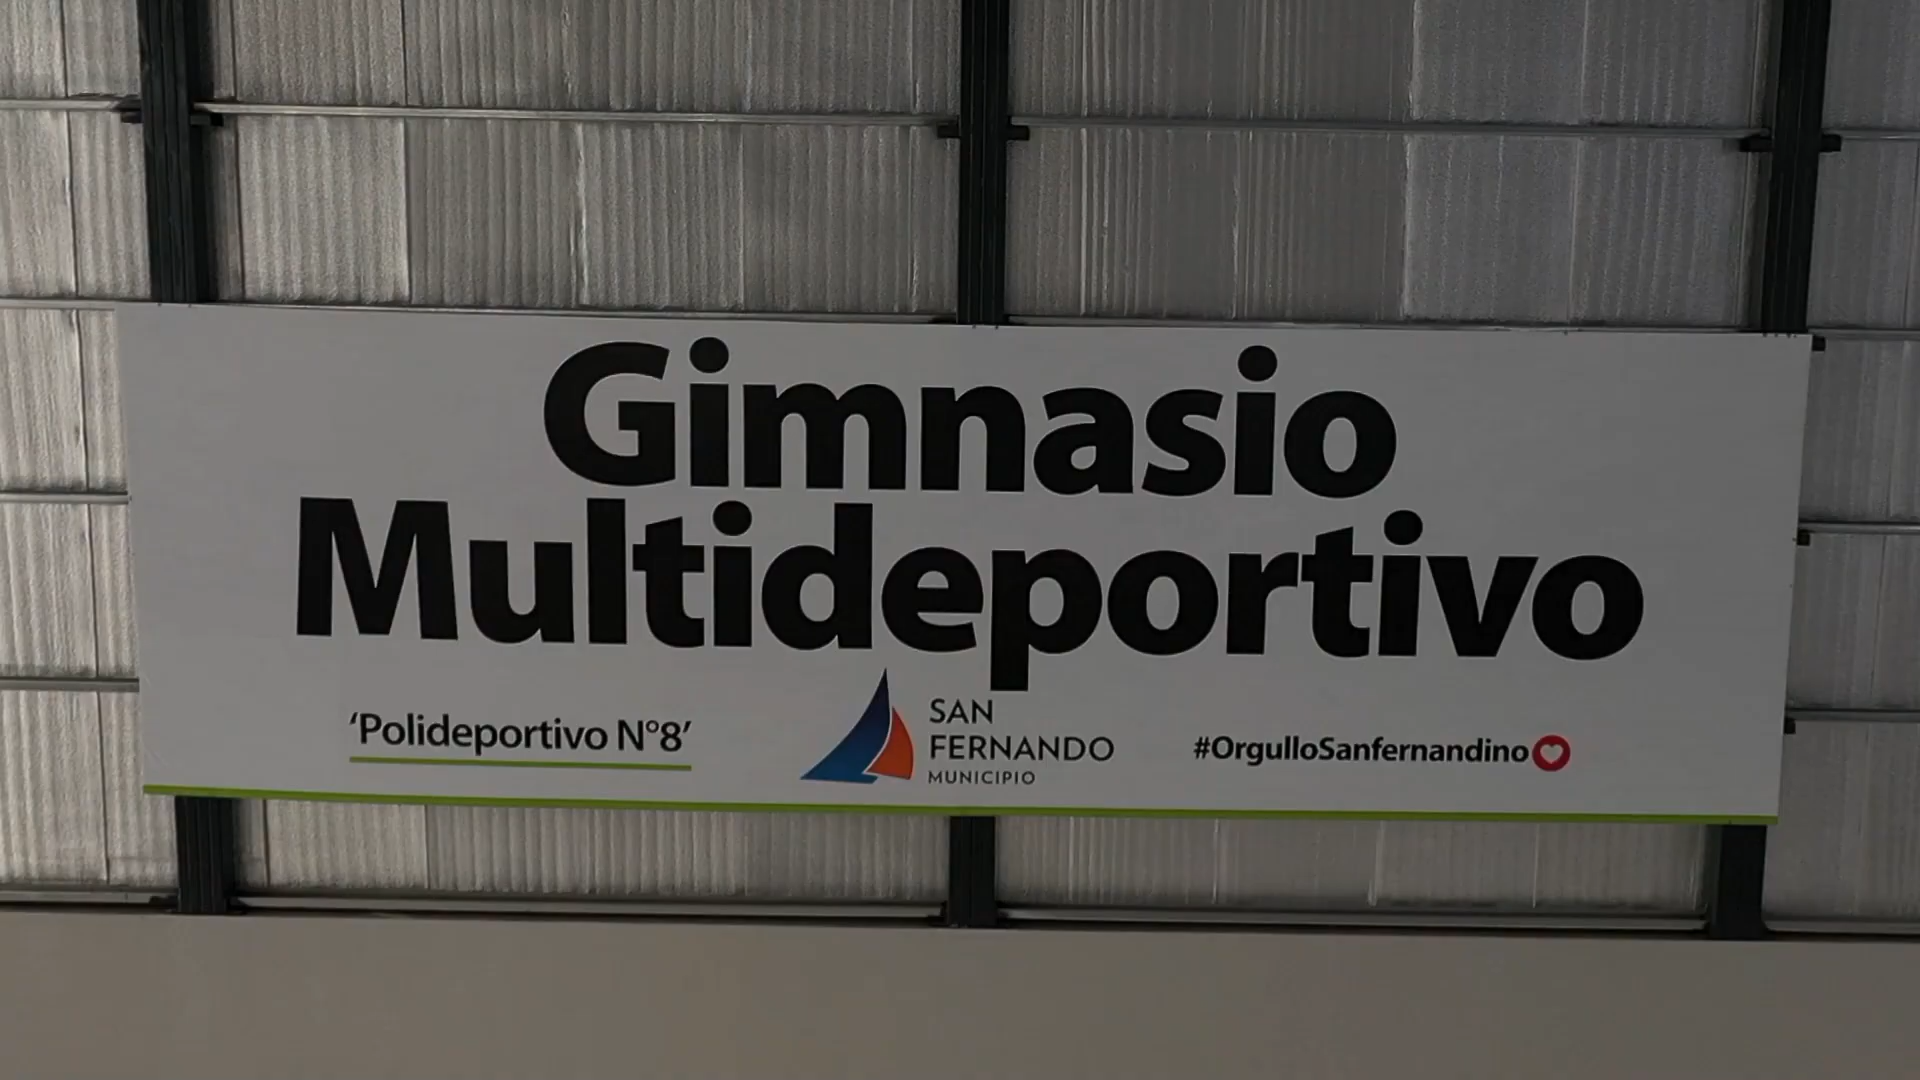 Gimnasio
Multideportivo
‘Polideportivo N°8’
SAN
FERNANDO
MUNICIPIO
#OrgulloSanfernandino